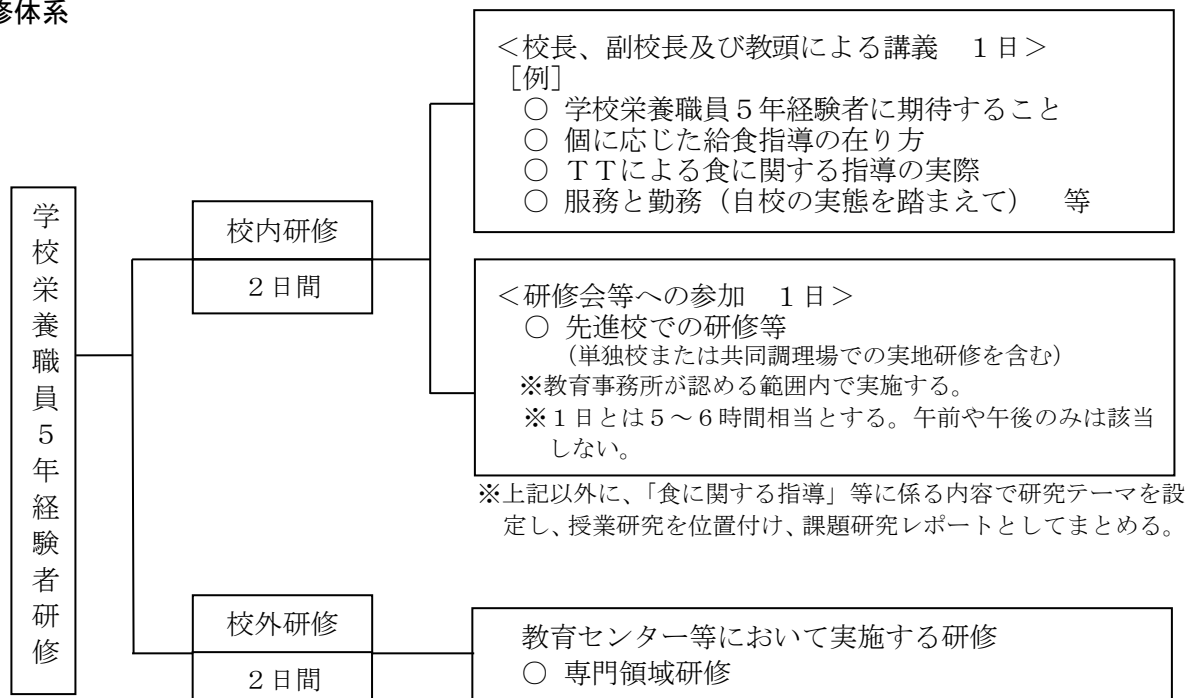 修体系
学校栄養職員５年経験者研修
校内研修
２日間
＜校長、副校長及び教頭による講義　１日＞
［例］
○ 学校栄養職員５年経験者に期待すること
○ 個に応じた給食指導の在り方
○ ＴＴによる食に関する指導の実際
○ 服務と勤務（自校の実態を踏まえて）　等
＜研修会等への参加　１日＞
○ 先進校での研修等
（単独校または共同調理場での実地研修を含む）
※教育事務所が認める範囲内で実施する。
※１日とは５～６時間相当とする。午前や午後のみは該当
しない。
※上記以外に、「食に関する指導」等に係る内容で研究テーマを設
定し、授業研究を位置付け、課題研究レポートとしてまとめる。
校外研修
２日間
教育センター等において実施する研修
○ 専門領域研修